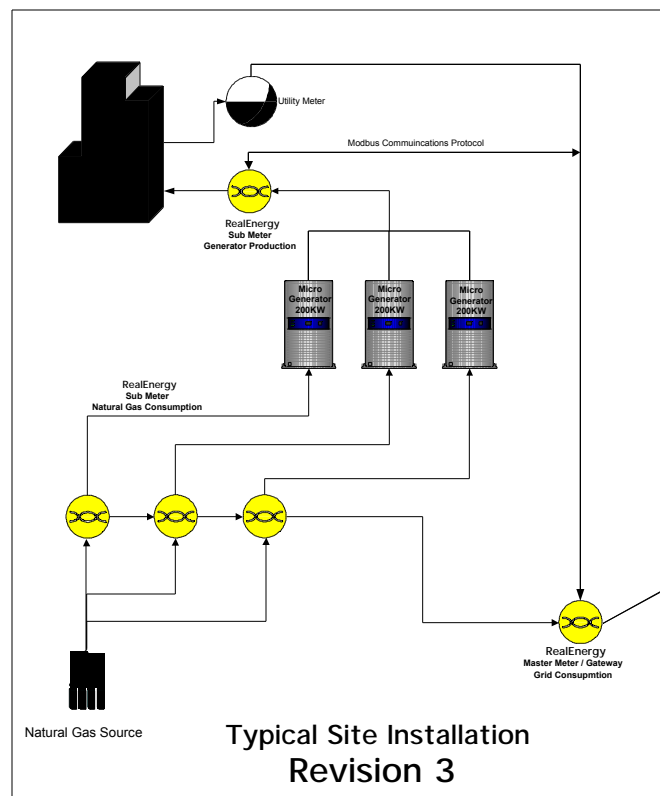 Utility Meter
Modbus Commuincations Protocol
RealEnergy
Sub Meter
Generator Production
Micro
Generator
200KW
Micro
Generator
200KW
Micro
Generator
200KW
RealEnergy
Sub Meter
Natural Gas Consumption
RealEnergy
Master Meter / Gateway
Grid Consupmtion
Natural Gas Source
Typical Site Installation
Revision 3